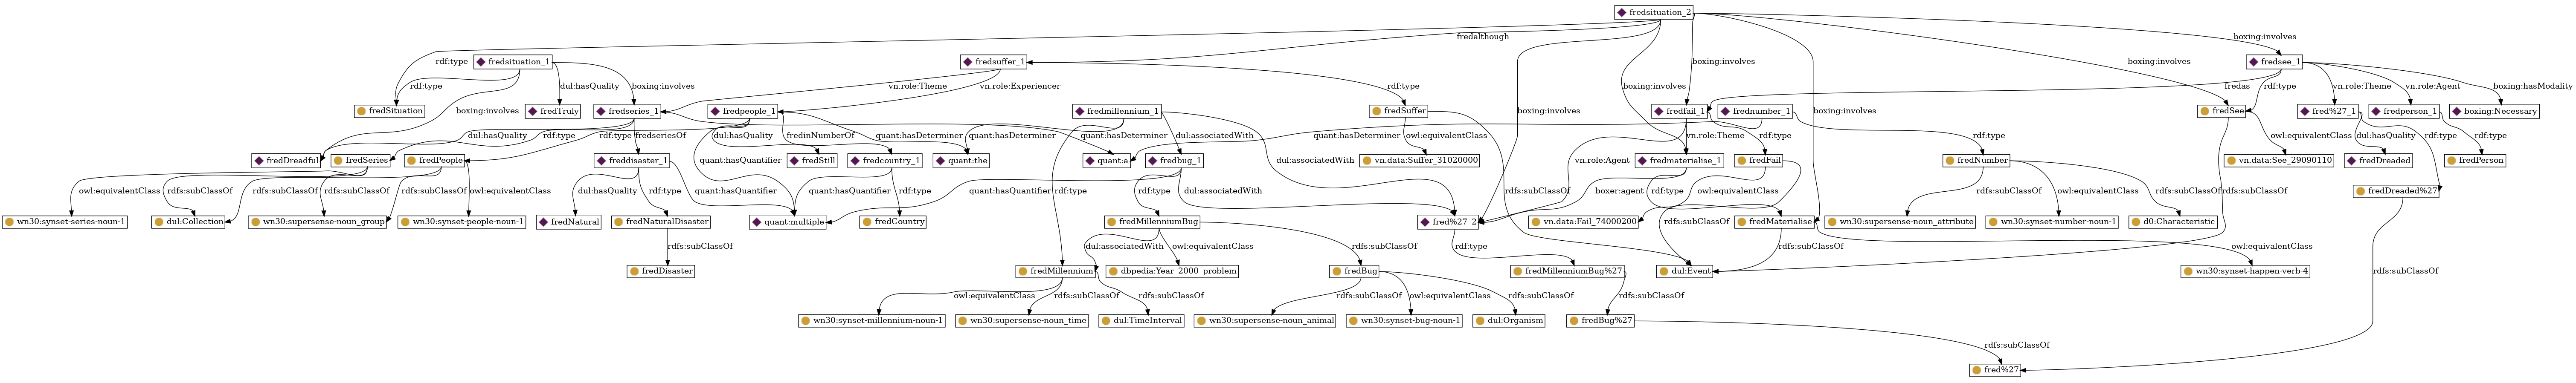 fredsituation_2
fredalthough
rdf:type
fredsituation_1
fredsuffer_1
boxing:involves
fredsee_1
rdf:type
dul:hasQuality
boxing:involves
vn.role:Theme
vn.role:Experiencer
rdf:type
boxing:involves
boxing:involves
boxing:involves
fredas
rdf:type
vn.role:Theme
vn.role:Agent
boxing:hasModality
fredSituation
boxing:involves
fredTruly
fredseries_1
fredpeople_1
fredmillennium_1
fredSuffer
boxing:involves
fredfail_1
frednumber_1
boxing:involves
fredSee
fred%27_1
fredperson_1
boxing:Necessary
dul:hasQuality
rdf:type
fredseriesOf
rdf:type
dul:hasQuality
fredinNumberOf
quant:hasDeterminer
quant:hasDeterminer
quant:hasDeterminer
dul:associatedWith
owl:equivalentClass
quant:hasDeterminer
vn.role:Theme
rdf:type
rdf:type
owl:equivalentClass
dul:hasQuality
rdf:type
rdf:type
fredDreadful
fredSeries
fredPeople
freddisaster_1
quant:hasQuantifier
fredStill
fredcountry_1
quant:the
quant:a
fredbug_1
dul:associatedWith
vn.data:Suffer_31020000
vn.role:Agent
fredmaterialise_1
fredFail
fredNumber
vn.data:See_29090110
fredDreaded
fredPerson
owl:equivalentClass
rdfs:subClassOf
rdfs:subClassOf
rdfs:subClassOf
owl:equivalentClass
dul:hasQuality
rdf:type
quant:hasQuantifier
quant:hasQuantifier
rdf:type
quant:hasQuantifier
rdf:type
rdf:type
dul:associatedWith
rdfs:subClassOf
boxer:agent
rdf:type
owl:equivalentClass
rdfs:subClassOf
owl:equivalentClass
rdfs:subClassOf
rdfs:subClassOf
fredDreaded%27
wn30:synset-series-noun-1
dul:Collection
wn30:supersense-noun_group
wn30:synset-people-noun-1
fredNatural
fredNaturalDisaster
quant:multiple
fredCountry
fredMillenniumBug
fred%27_2
vn.data:Fail_74000200
rdfs:subClassOf
fredMaterialise
wn30:supersense-noun_attribute
wn30:synset-number-noun-1
d0:Characteristic
rdfs:subClassOf
dul:associatedWith
owl:equivalentClass
rdfs:subClassOf
rdf:type
rdfs:subClassOf
owl:equivalentClass
fredDisaster
fredMillennium
dbpedia:Year_2000_problem
fredBug
fredMillenniumBug%27
dul:Event
wn30:synset-happen-verb-4
rdfs:subClassOf
owl:equivalentClass
rdfs:subClassOf
rdfs:subClassOf
rdfs:subClassOf
owl:equivalentClass
rdfs:subClassOf
rdfs:subClassOf
wn30:synset-millennium-noun-1
wn30:supersense-noun_time
dul:TimeInterval
wn30:supersense-noun_animal
wn30:synset-bug-noun-1
dul:Organism
fredBug%27
rdfs:subClassOf
fred%27